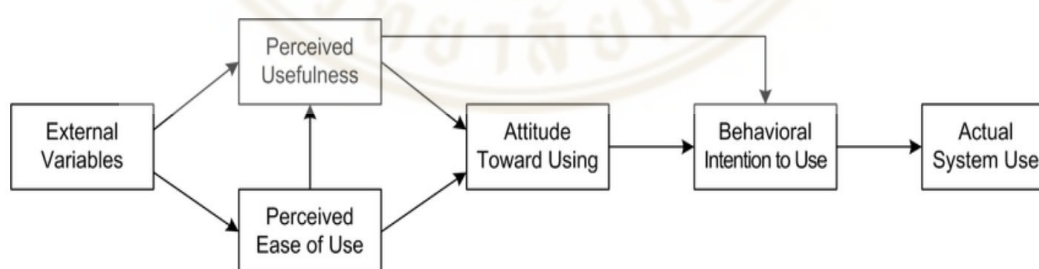 Perceived
Usefulness
External
Variables
Attitude
Toward Using
Behavioral
Intention to Use
Actual
System Use
Perceived
Ease of Use